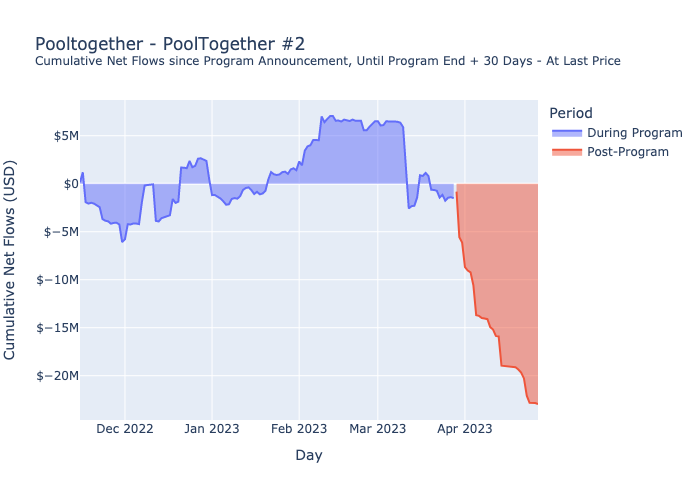 Pooltogether - PoolTogether #2
Cumulative Net Flows since Program Announcement, Until Program End + 30 Days - At Last Price
Period
During Program
Post-Program
Cumulative Net Flows (USD)
$5M
$0
$−5M
$−10M
$−15M
$−20M
Dec 2022
Jan 2023
Feb 2023
Mar 2023
Apr 2023
Day